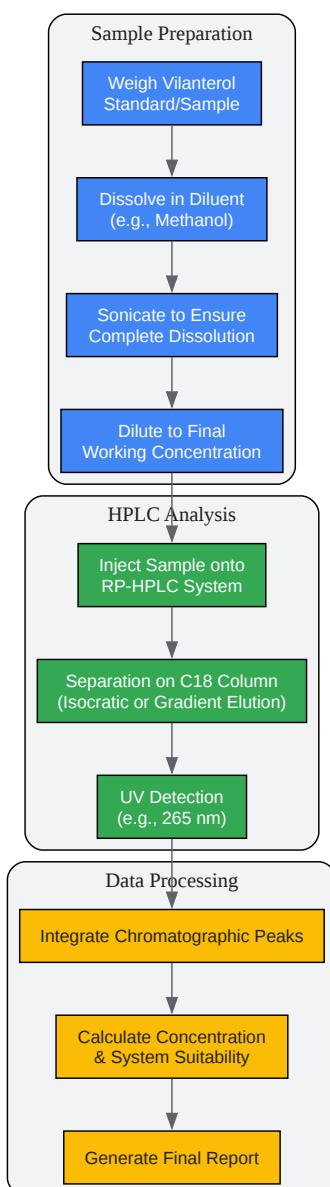 Sample Preparation
Weigh Vilanterol
Standard/Sample
Dissolve in Diluent
(e.g., Methanol)
Sonicate to Ensure
Complete Dissolution
Dilute to Final
Working Concentration
HPLC Analysis
Inject Sample onto
RP-HPLC System
Separation on C18 Column
(Isocratic or Gradient Elution)
UV Detection
(e.g., 265 nm)
Data Processing
Integrate Chromatographic Peaks
Calculate Concentration
& System Suitability
Generate Final Report